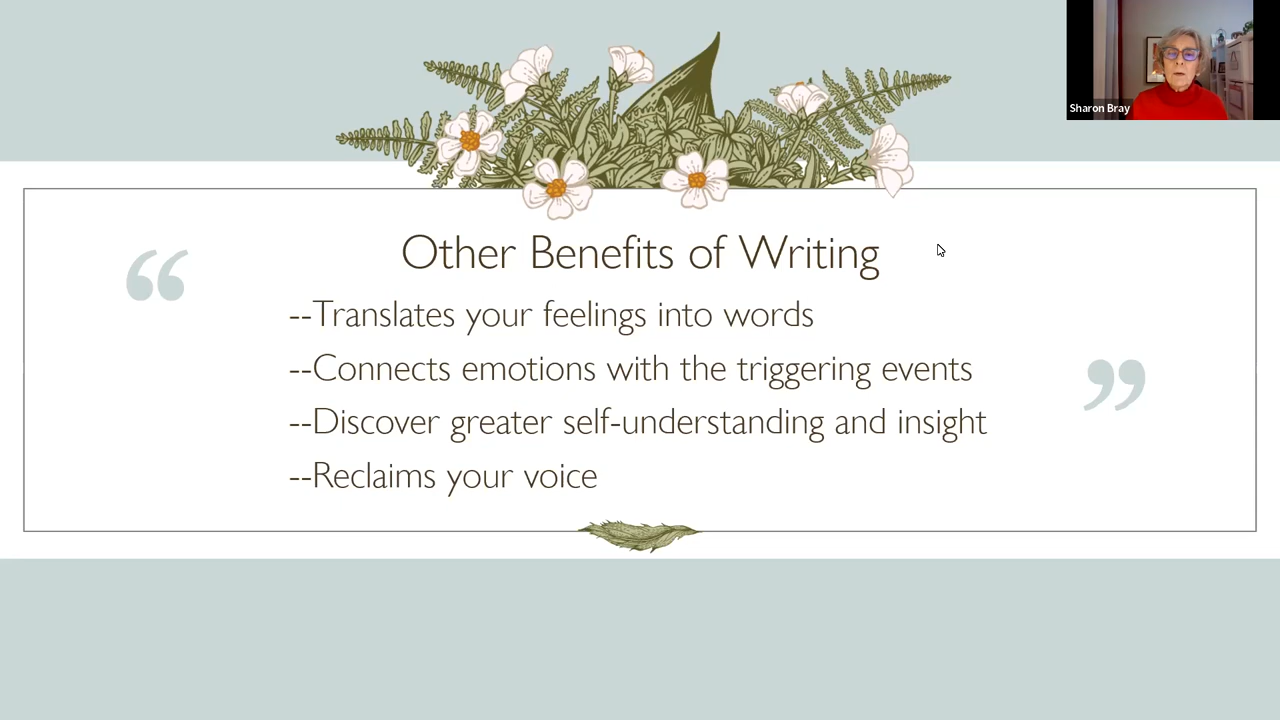 Sharon Bray
“
Other Benefits of Writing
--Translates your feelings into words
--Connects emotions with the triggering events
--Discover greater self-understanding and insight
--Reclaims your voice
”